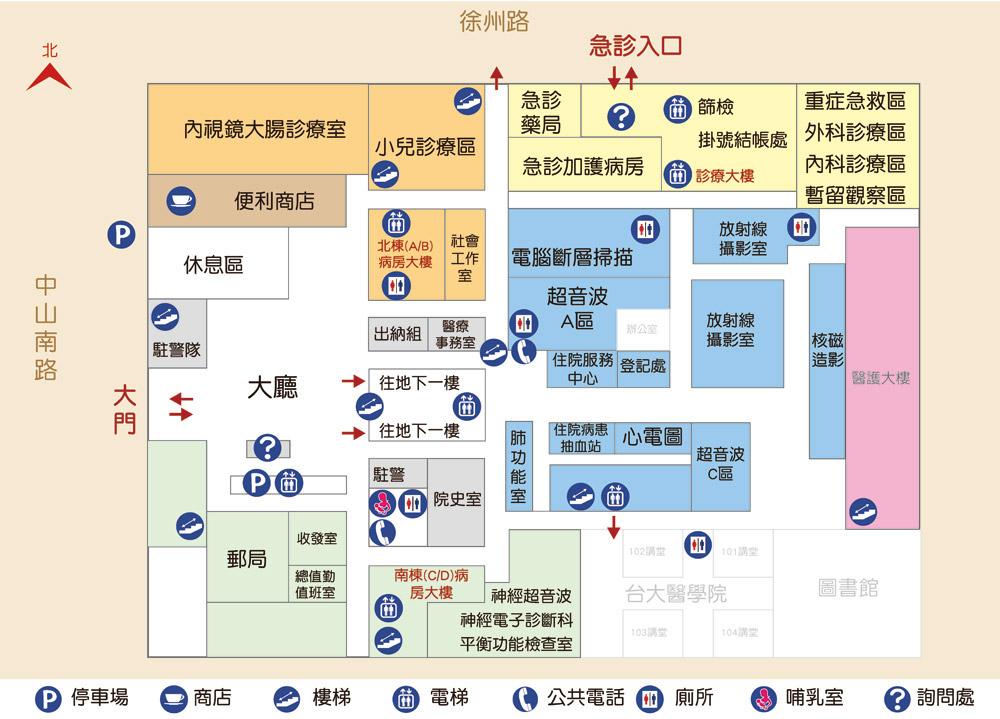 徐州路
北
急診入口
內視鏡大腸診療室
小兒診療區
急診
藥局
?
篩檢
掛號結帳處
急診加護病房
診療大樓
重症急救區
外科診療區
內科診療區
暫留觀察區
便利商店
P
休息區
北棟(A/B)
病房大樓
社會
工作
室
電腦斷層掃描
放射線
攝影室
超音波
A區
辦公室
放射線
攝影室
核磁
造影
醫護大樓
中山南路
駐警隊
出納組
醫療
事務室
住院服務
中心
登記處
大門
大廳
往地下一樓
往地下一樓
?
P
肺功能室
住院病患
抽血站
心電圖
超音波
C區
駐警
院史室
郵局
收發室
總值勤
值班室
南棟(C/D)病
房大樓
神經超音波
神經電子診斷科
平衡功能檢查室
102講堂
101講堂
台大醫學院
103講堂
104講堂
圖書館
P 停車場
商店
樓梯
電梯
公共電話
廁所
哺乳室
? 詢問處